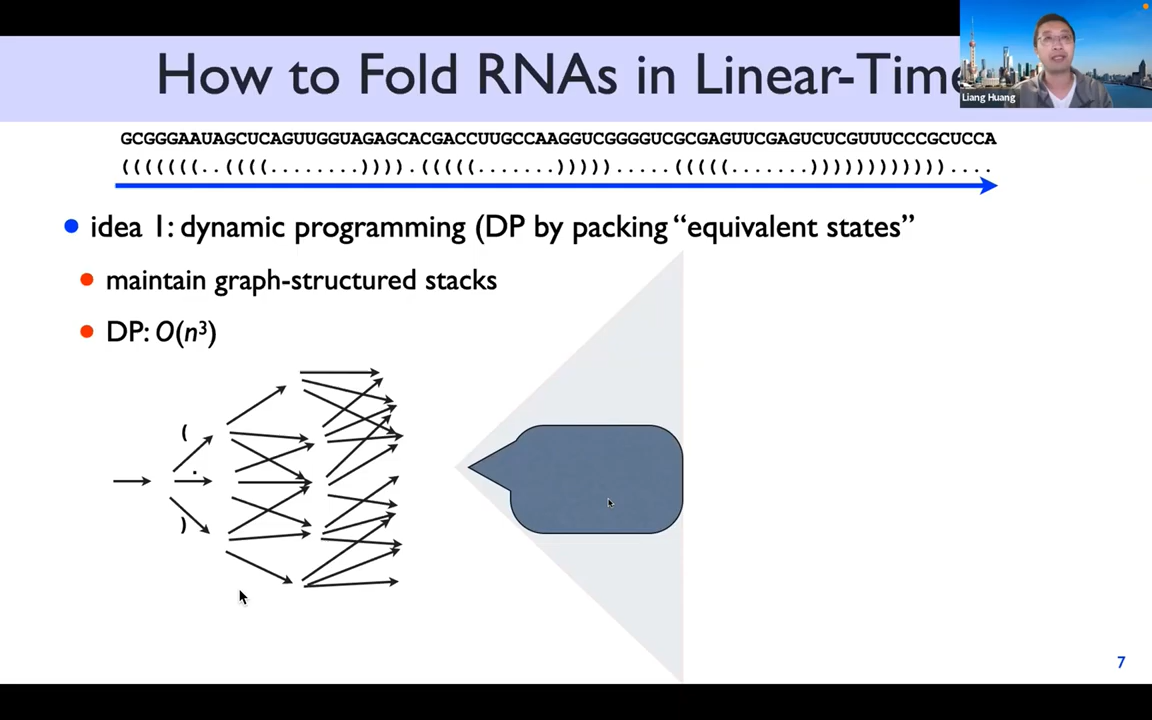 How to Fold RNAs in Linear-Time
Liang Huang
GCGGGAAUAGCUCAGUUGGUAGAGCACGACCUUGCCAAGGUCGGGGUCGCGAGUUCGAGUCUCGUUUCCCGCUCCA
(((((((..((((........)))).(((((.......))))).....(((((.......))))))))))))....
idea 1: dynamic programming (DP by packing “equivalent states”
maintain graph-structured stacks
DP: O(n³)
(
.
)
7